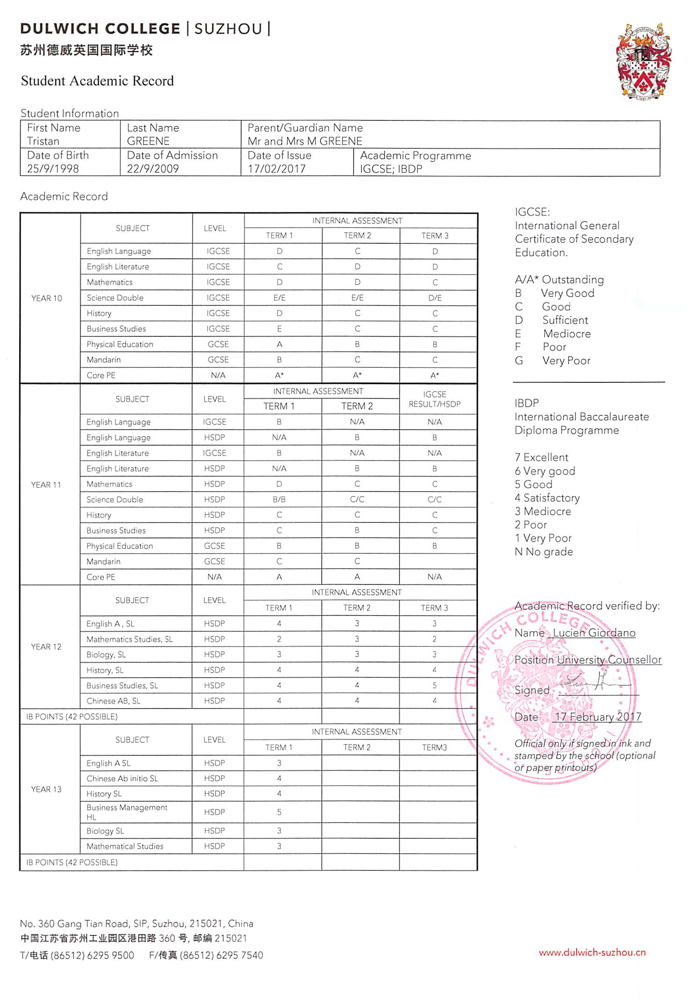 DULWICH COLLEGE | SUZHOU |
苏州德威英国国际学校
Student Academic Record
Student Information
First Name Last Name Parent/Guardian Name
Tristan GREENE Mr and Mrs M GREENE
Date of Birth Date of Admission Date of Issue Academic Programme
25/9/1998 22/9/2009 17/02/2017 IGCSE; IBDP
Academic Record
YEAR 10
SUBJECT LEVEL INTERNAL ASSESSMENT
TERM 1 TERM 2 TERM 3
English Language IGCSE D C D
English Literature IGCSE C D D
Mathematics IGCSE D D C
Science Double IGCSE E/E E/E D/E
History IGCSE D C C
Business Studies IGCSE E C C
Physical Education GCSE A B B
Mandarin GCSE B C C
Core PE N/A A* A* A*
YEAR 11
SUBJECT LEVEL INTERNAL ASSESSMENT IGCSE RESULT/HSDP
TERM 1 TERM 2
English Language IGCSE B N/A N/A
English Language HSDP N/A B B
English Literature IGCSE B N/A N/A
English Literature HSDP N/A B B
Mathematics HSDP D C C
Science Double HSDP B/B C/C C/C
History HSDP C C C
Business Studies HSDP C B C
Physical Education GCSE B B B
Mandarin GCSE C C
Core PE N/A A A N/A
YEAR 12
SUBJECT LEVEL INTERNAL ASSESSMENT
TERM 1 TERM 2 TERM 3
English A , SL HSDP 4 3 3
Mathematics Studies, SL HSDP 2 3 2
Biology, SL HSDP 3 3 3
History, SL HSDP 4 4 4
Business Studies, SL HSDP 4 4 5
Chinese AB, SL HSDP 4 4 4
IB POINTS (42 POSSIBLE)
YEAR 13
SUBJECT LEVEL INTERNAL ASSESSMENT
TERM 1 TERM 2 TERM3
English A SL HSDP 3
Chinese Ab initio SL HSDP 4
History SL HSDP 4
Business Management
HL HSDP 5
Biology SL HSDP 3
Mathematical Studies HSDP 3
IB POINTS (42 POSSIBLE)
IGCSE:
International General
Certificate of Secondary
Education.
A/A* Outstanding
B Very Good
C Good
D Sufficient
E Mediocre
F Poor
G Very Poor
IBDP
International Baccalaureate
Diploma Programme
7 Excellent
6 Very good
5 Good
4 Satisfactory
3 Mediocre
2 Poor
1 Very Poor
N No grade
Academic Record verified by:
Name Lucien Giordano
Position University Counsellor
Signed
Date 17 February 2017
Official only if signed in ink and
stamped by the school (optional
or paper printouts)
DULWICH COLLEGE
SUZHOU
No. 360 Gang Tian Road, SIP, Suzhou, 215021, China
中国江苏省苏州工业园区港田路 360 号, 邮编 215021
T/电话 (86512) 6295 9500 F/传真 (86512) 6295 7540
www.dulwich-suzhou.cn